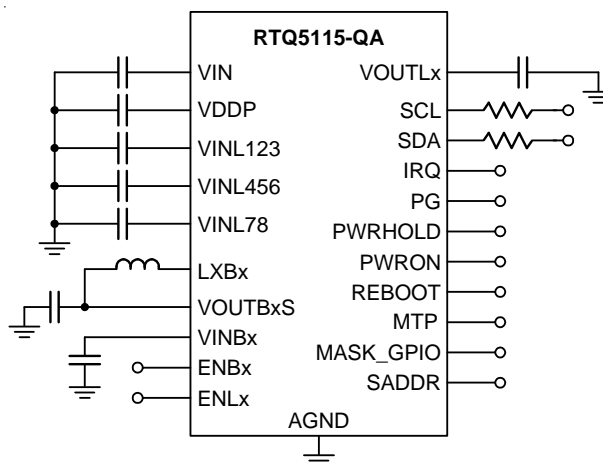 RTQ5115-QA
VIN
VDDP
VINL123
VINL456
VINL78
LXBx
VOUTBxS
VINBx
ENBx
ENLx
VOUTLx
SCL
SDA
IRQ
PG
PWRHOLD
PWRON
REBOOT
MTP
MASK_GPIO
SADDR
AGND